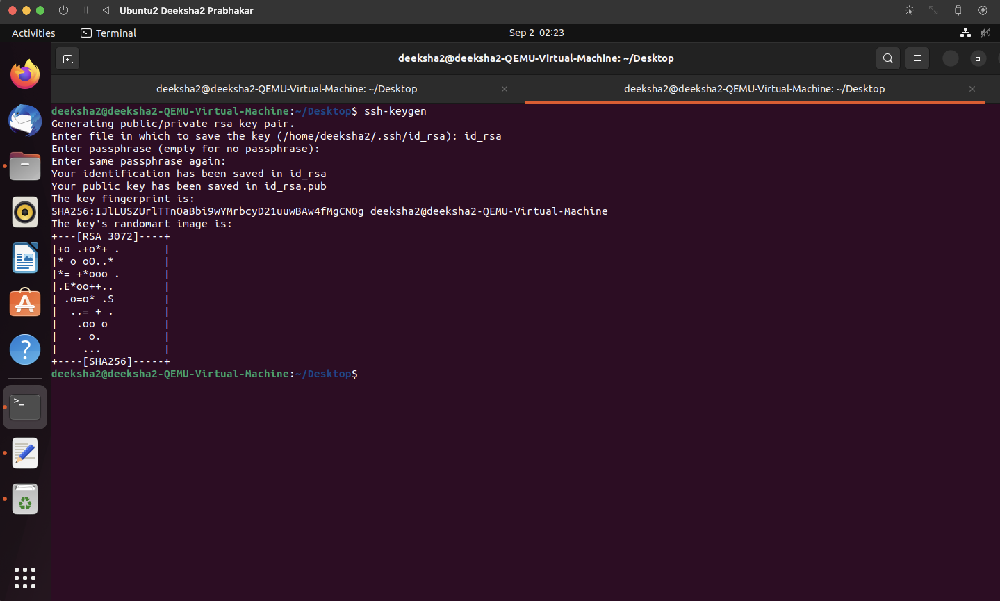 Ubuntu2 Deeksha2 Prabhakar
Activities Terminal Sep 2 02:23
deeksha2@deeksha2-QEMU-Virtual-Machine: ~/Desktop
deeksha2@deeksha2-QEMU-Virtual-Machine: ~/Desktop × deeksha2@deeksha2-QEMU-Virtual-Machine: ~/Desktop ×
deeksha2@deeksha2-QEMU-Virtual-Machine:~/Desktop$ ssh-keygen
Generating public/private rsa key pair.
Enter file in which to save the key (/home/deeksha2/.ssh/id_rsa): id_rsa
Enter passphrase (empty for no passphrase):
Enter same passphrase again:
Your identification has been saved in id_rsa
Your public key has been saved in id_rsa.pub
The key fingerprint is:
SHA256:IJlLUSZUrlTTnOaBbi9wYMrbcyD21uuwBAw4fMgCNOg deeksha2@deeksha2-QEMU-Virtual-Machine
The key's randomart image is:
+---[RSA 3072]----+
|+o .+o*+ .       |
|* o oO..*        |
|*= +*ooo .       |
|.E*oo++..        |
| .o=o* .S        |
|  ..= + .        |
|   .oo o         |
|   . o.          |
|    ...          |
+----[SHA256]-----+
deeksha2@deeksha2-QEMU-Virtual-Machine:~/Desktop$